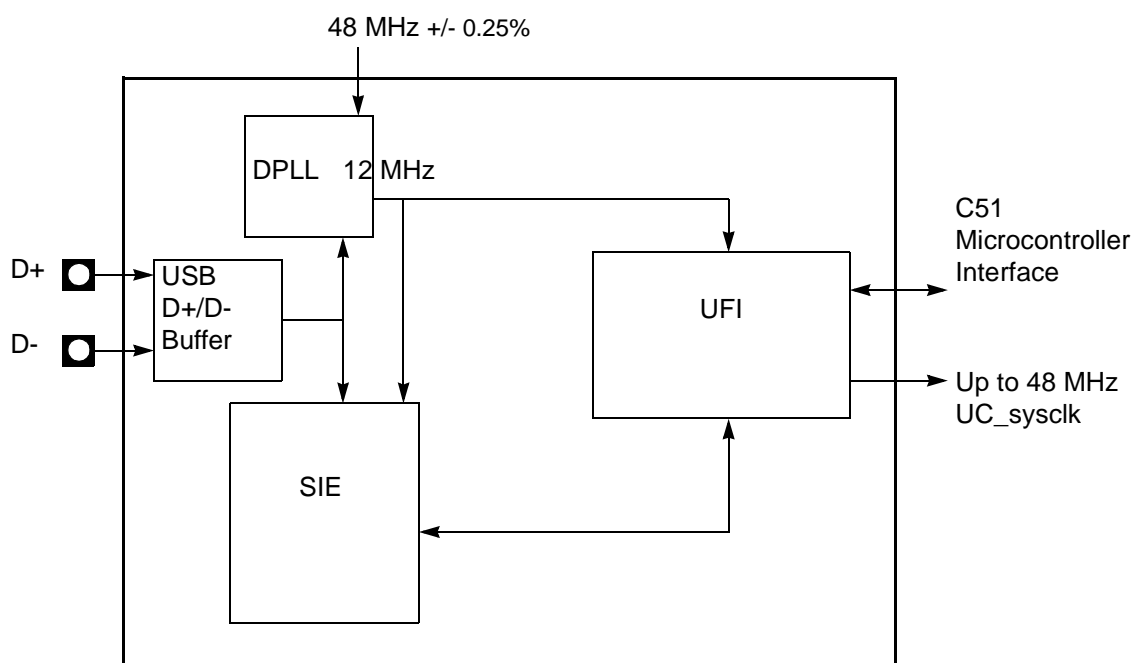 48 MHz +/- 0.25%
DPLL 12 MHz
C51
Microcontroller
Interface
D+
USB
D+/D-
Buffer
UFI
D-
Up to 48 MHz
UC_sysclk
SIE